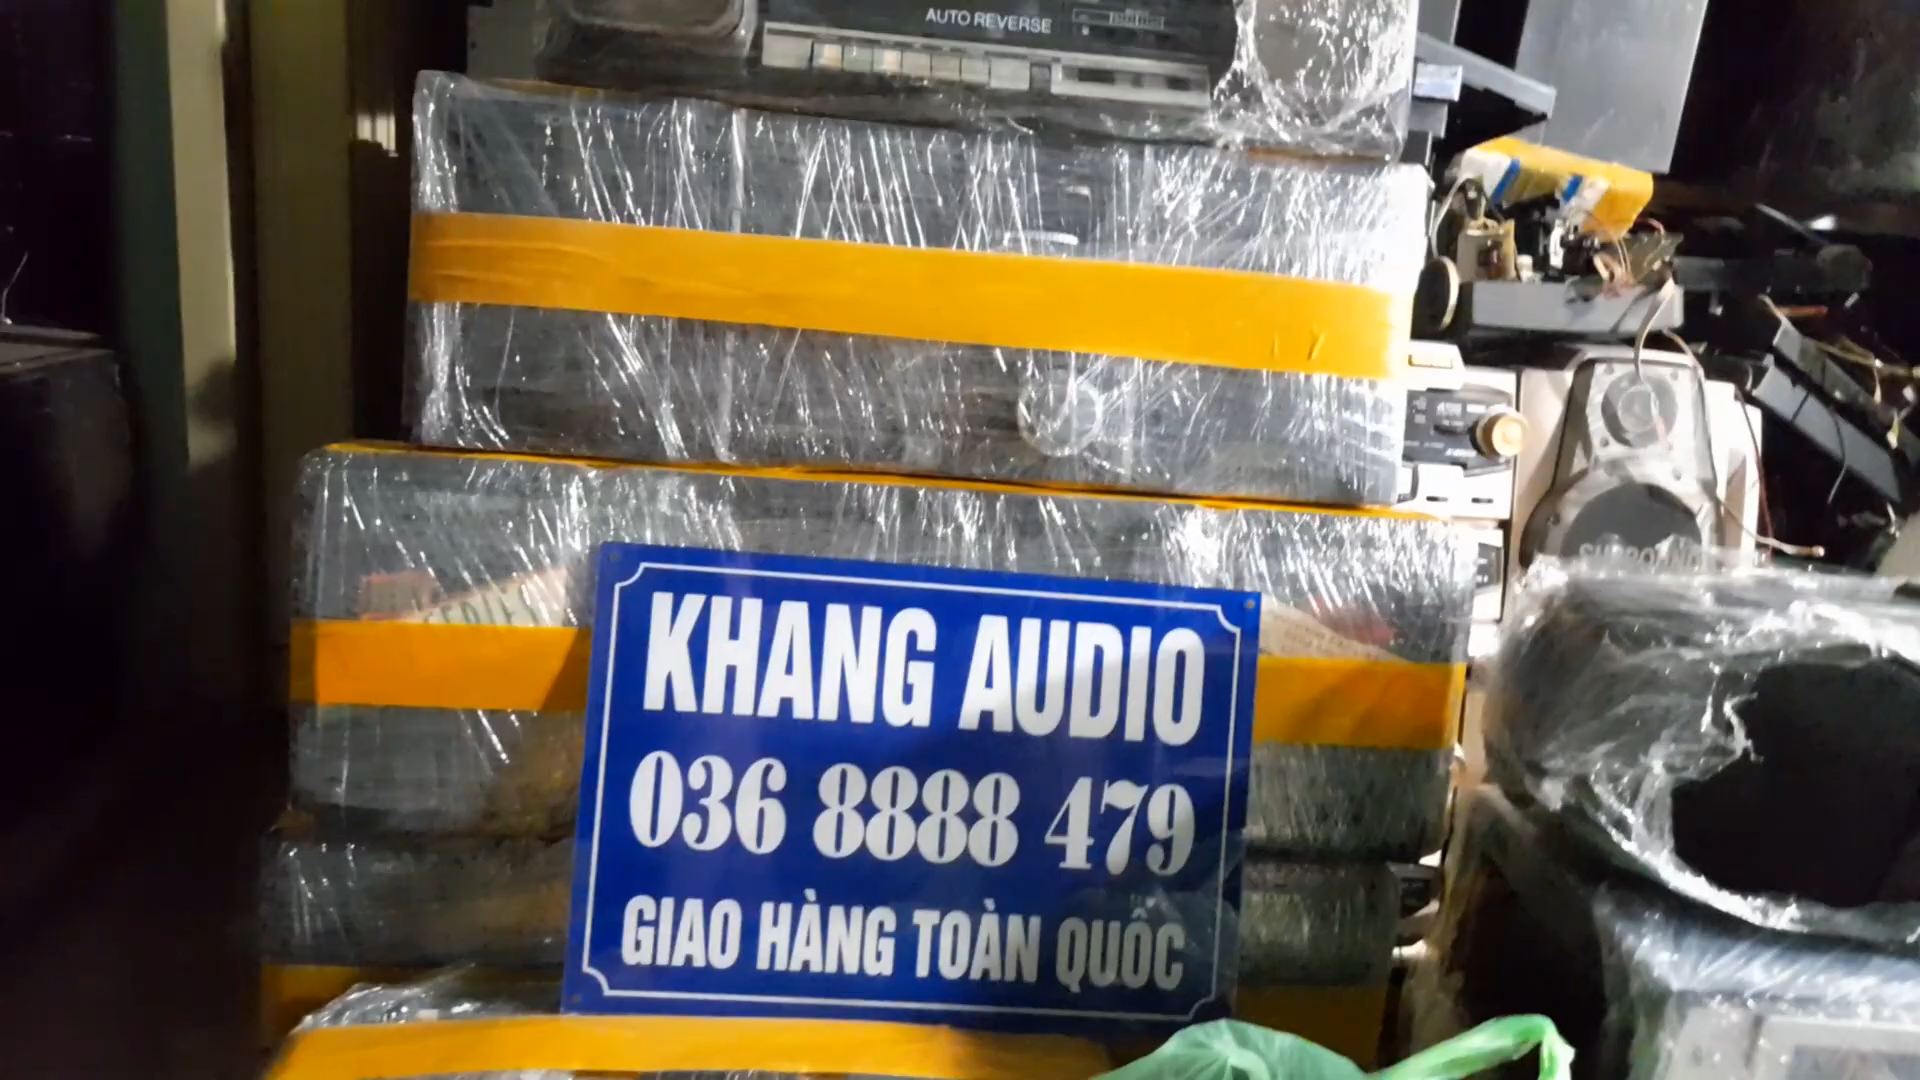 AUTO REVERSE
KHANG AUDIO
036 8888 479
GIAO HÀNG TOÀN QUỐC